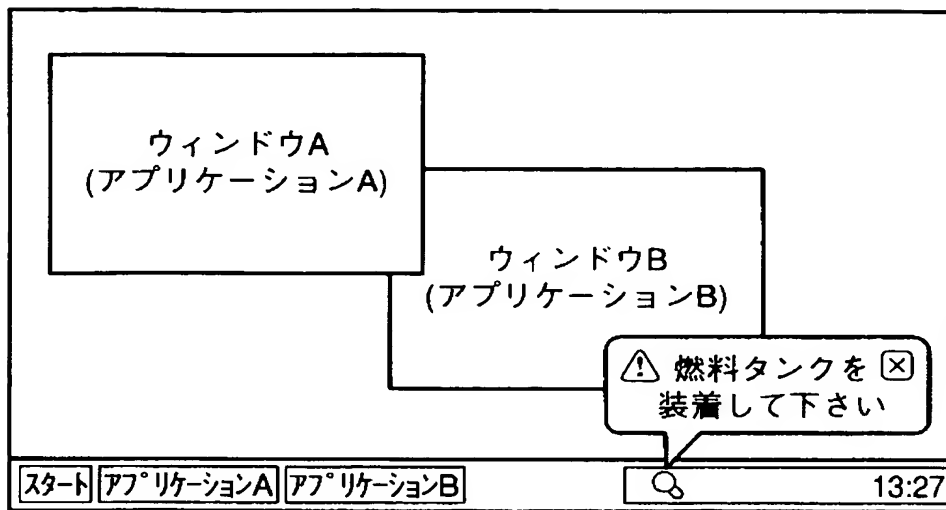 ウィンドウA
(アプリケーションA)
ウィンドウB
(アプリケーションB)
燃料タンクを
装着して下さい
スタート アプリケーションA アプリケーションB 13:27